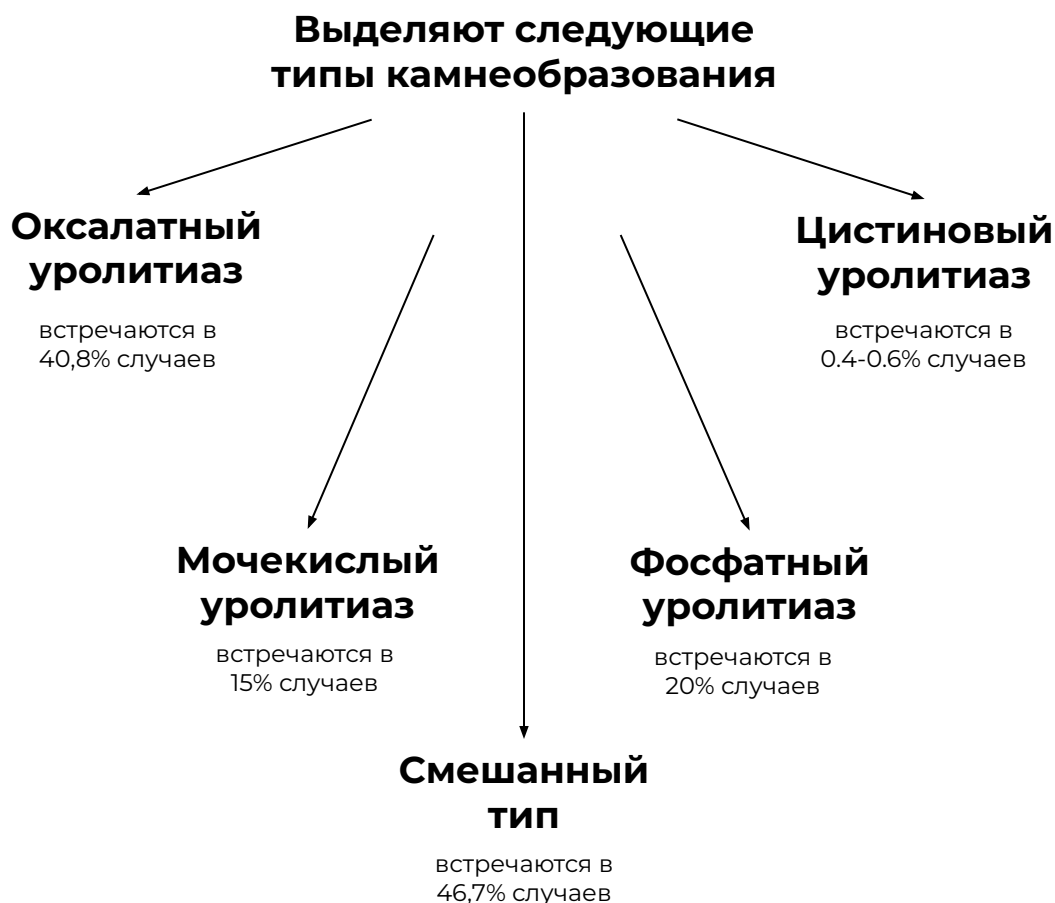 Выделяют следующие
типы камнеобразования
Оксалатный
уролитиаз
встречаются в
40,8% случаев
Цистиновый
уролитиаз
встречаются в
0.4-0.6% случаев
Мочекислый
уролитиаз
встречаются в
15% случаев
Фосфатный
уролитиаз
встречаются в
20% случаев
Смешанный
тип
встречаются в
46,7% случаев